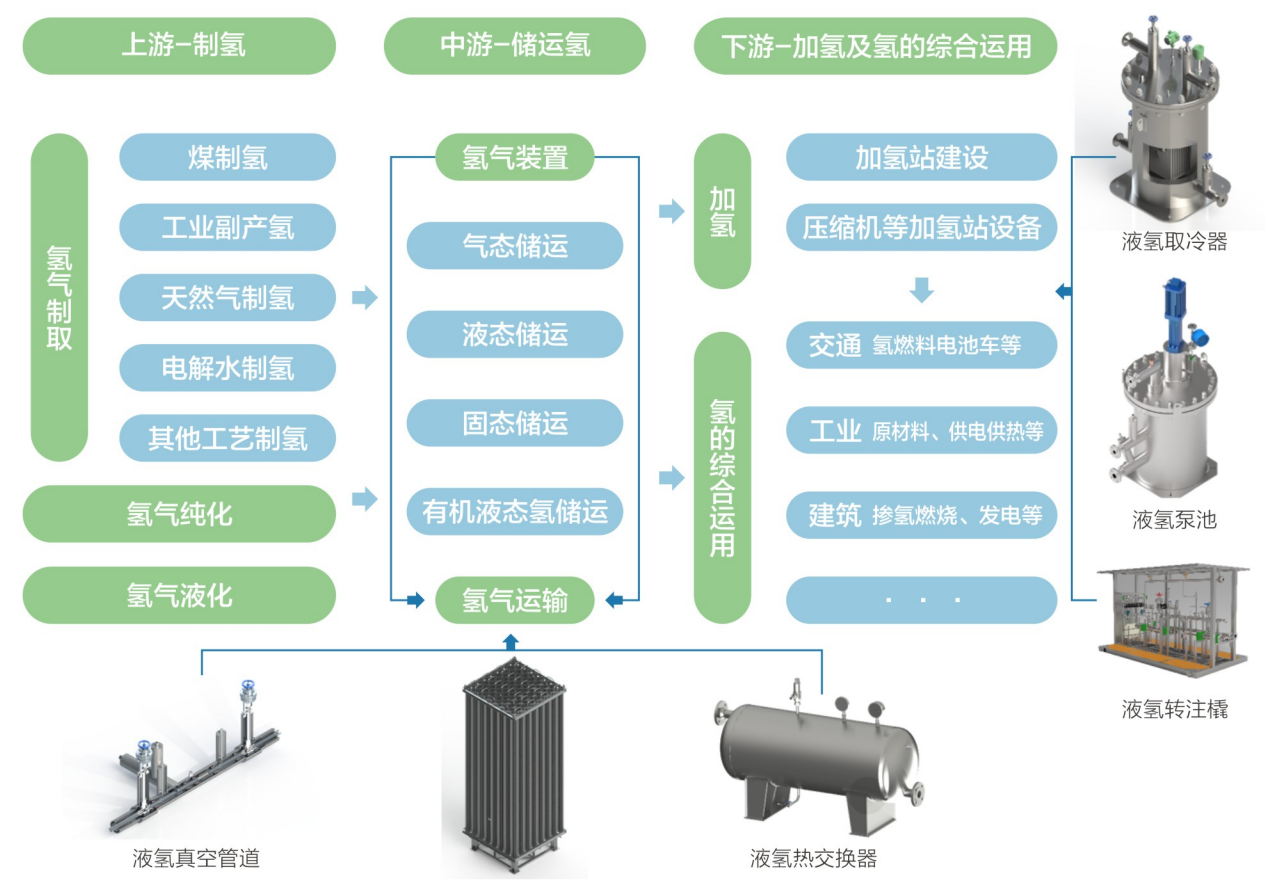 上游-制氢
中游-储运氢
下游-加氢及氢的综合运用
氢气制取
煤制氢
工业副产氢
天然气制氢
电解水制氢
其他工艺制氢
氢气纯化
氢气液化
氢气装置
气态储运
液态储运
固态储运
有机液态氢储运
氢气运输
加氢
加氢站建设
压缩机等加氢站设备
氢的综合运用
交通 氢燃料电池车等
工业 原材料、供电供热等
建筑 掺氢燃烧、发电等
· · ·
液氢取冷器
液氢泵池
液氢转注橇
液氢真空管道
液氢热交换器